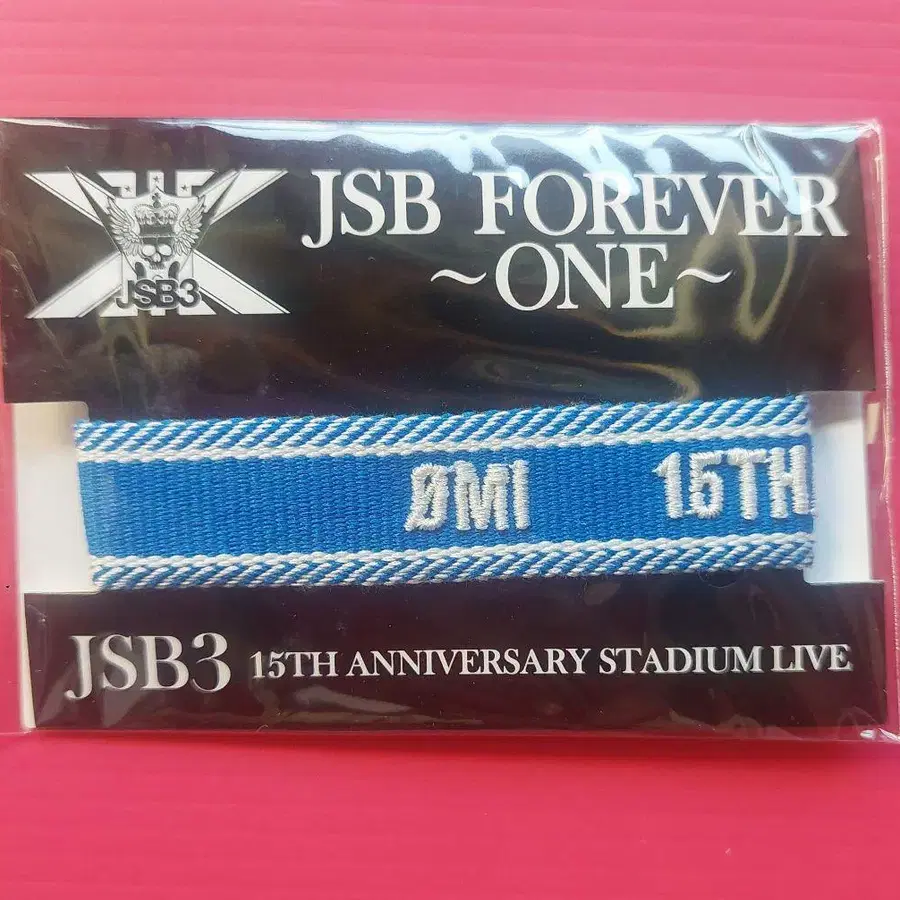 JSB3
JSB FOREVER
~ONE~
ØMI 15TH
JSB3 15TH ANNIVERSARY STADIUM LIVE